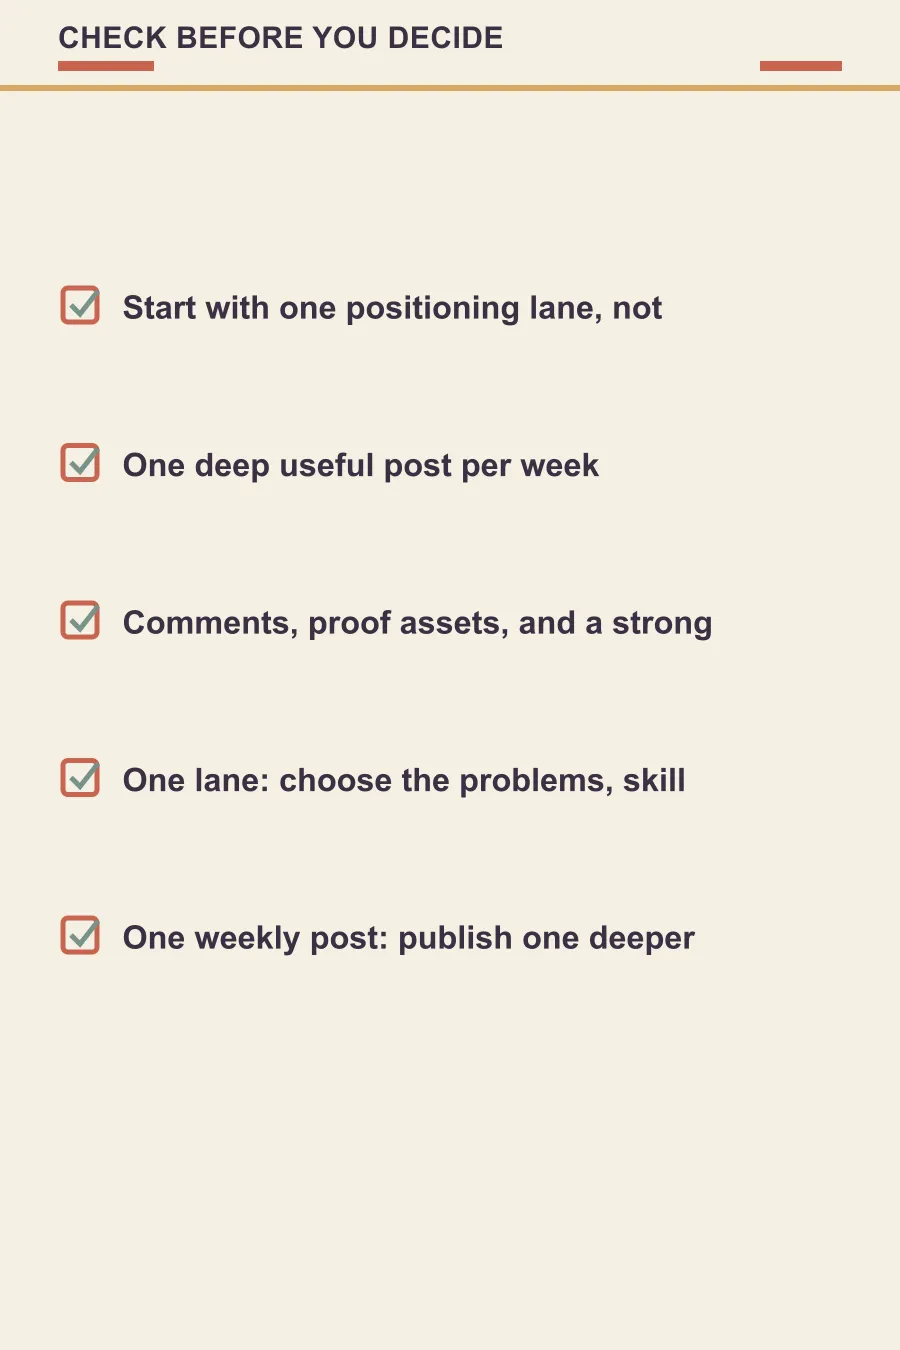 CHECK BEFORE YOU DECIDE
Start with one positioning lane, not
One deep useful post per week
Comments, proof assets, and a strong
One lane: choose the problems, skill
One weekly post: publish one deeper